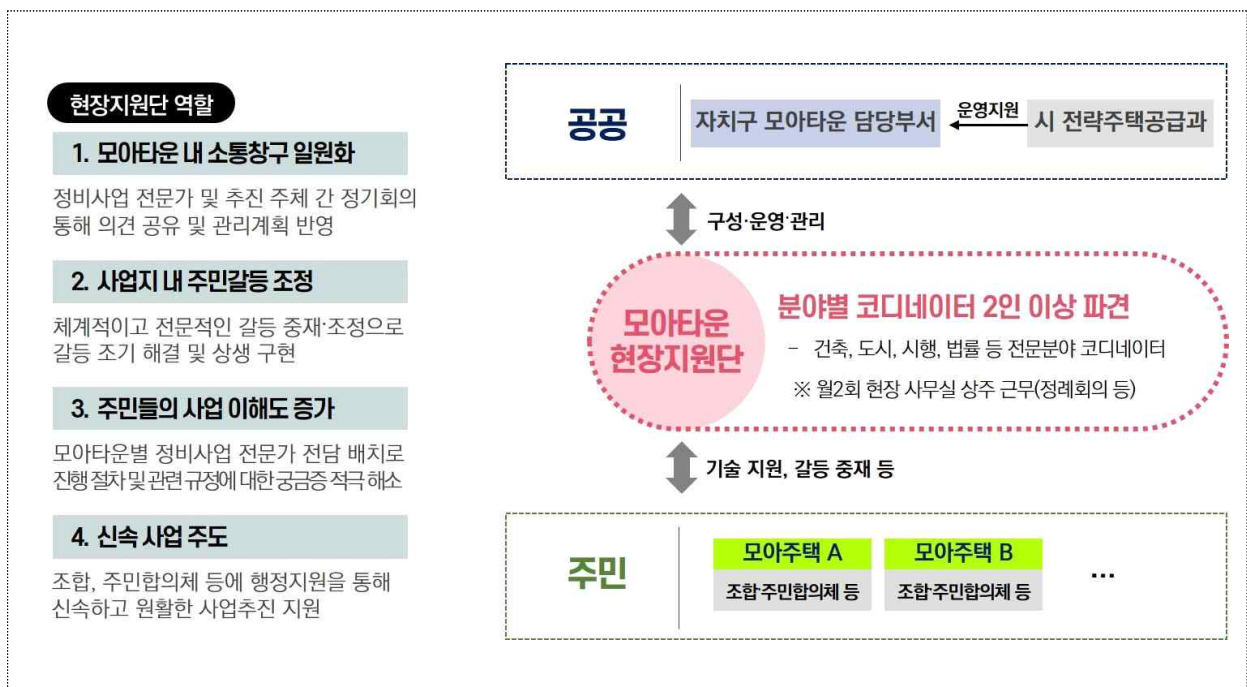 현장지원단 역할
1. 모아타운 내 소통창구 일원화
정비사업 전문가 및 추진 주체 간 정기회의
통해 의견 공유 및 관리계획 반영
2. 사업지 내 주민갈등 조정
체계적이고 전문적인 갈등 중재·조정으로
갈등 조기 해결 및 상생 구현
3. 주민들의 사업 이해도 증가
모아타운별 정비사업 전문가 전담 배치로
진행 절차 및 관련 규정에 대한 궁금증 적극 해소
4. 신속 사업 주도
조합, 주민합의체 등에 행정지원을 통해
신속하고 원활한 사업추진 지원
공공
자치구 모아타운 담당부서
운영지원
시 전략주택공급과
구성·운영·관리
모아타운
현장지원단
분야별 코디네이터 2인 이상 파견
- 건축, 도시, 시행, 법률 등 전문분야 코디네이터
※ 월2회 현장 사무실 상주 근무(정례회의 등)
기술 지원, 갈등 중재 등
주민
모아주택 A
조합·주민합의체 등
모아주택 B
조합·주민합의체 등
...